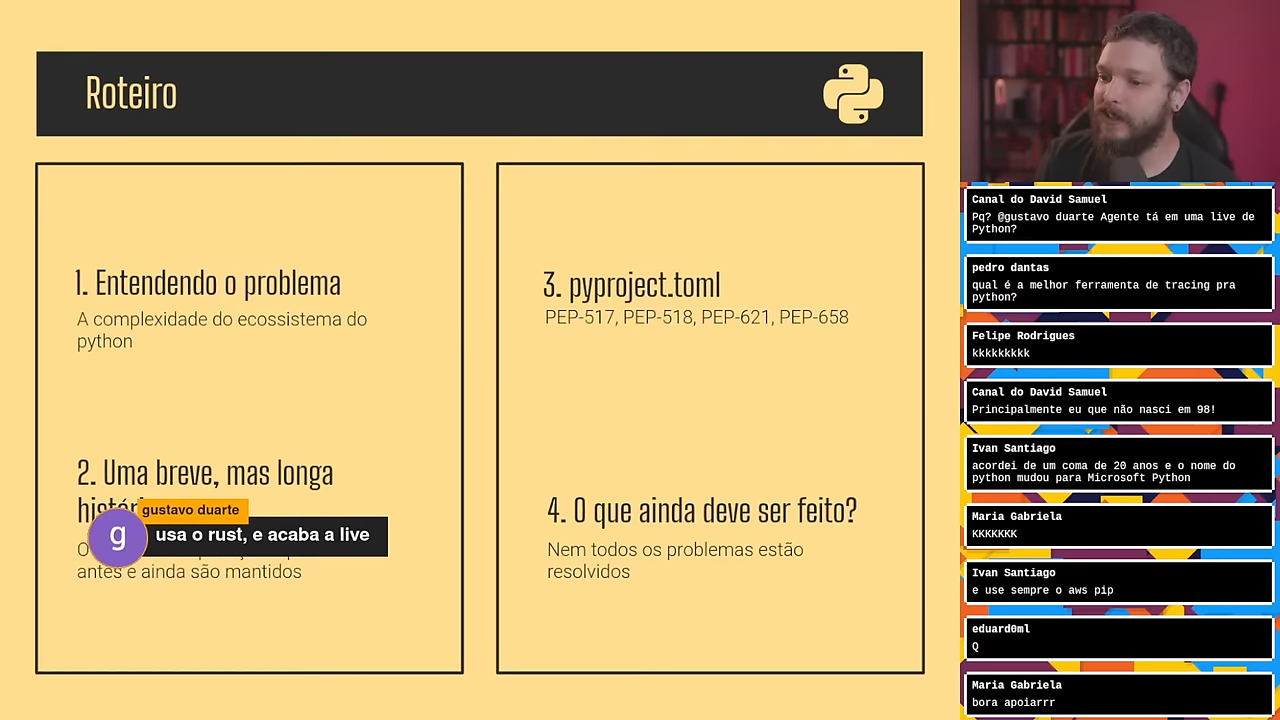 Roteiro
1. Entendendo o problema
A complexidade do ecossistema do
python
2. Uma breve, mas longa
gustavo duarte
g
usa o rust, e acaba a live
antes e ainda são mantidos
3. pyproject.toml
PEP-517, PEP-518, PEP-621, PEP-658
4. O que ainda deve ser feito?
Nem todos os problemas estão
resolvidos
Canal do David Samuel
Pq? @gustavo duarte Agente tá em uma live de
Python?
pedro dantas
qual é a melhor ferramenta de tracing pra
python?
Felipe Rodrigues
kkkkkkkkk
Canal do David Samuel
Principalmente eu que não nasci em 98!
Ivan Santiago
acordei de um coma de 20 anos e o nome do
python mudou para Microsoft Python
Maria Gabriela
KKKKKKK
Ivan Santiago
e use sempre o aws pip
eduard0ml
Q
Maria Gabriela
bora apoiarrr